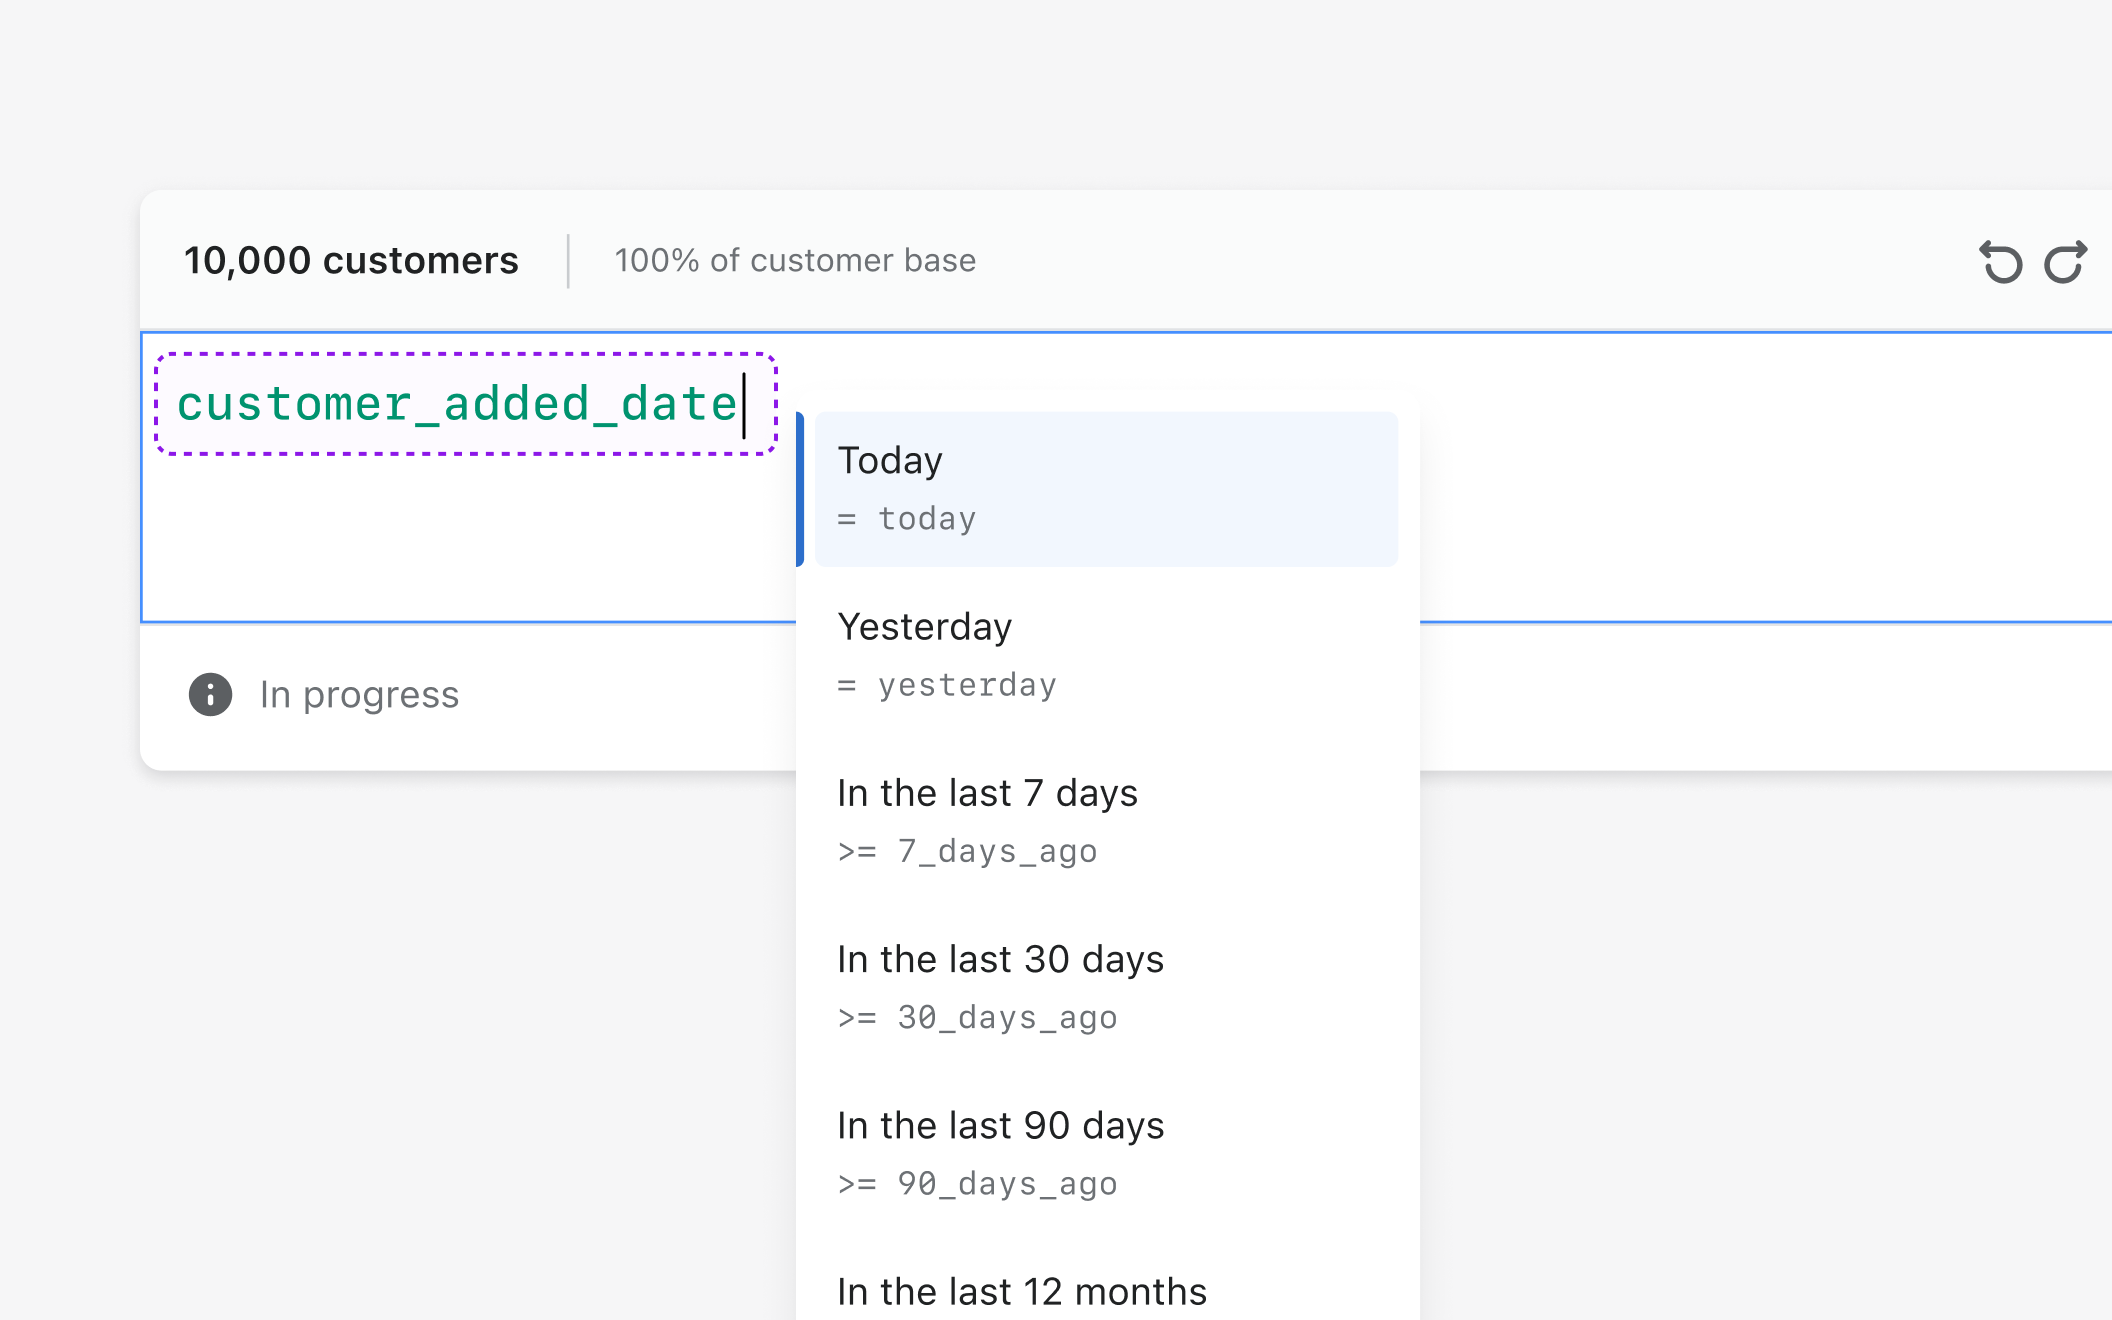 10,000 customers
100% of customer base
customer_added_date
Today
= today
Yesterday
= yesterday
In progress
In the last 7 days
>= 7_days_ago
In the last 30 days
>= 30_days_ago
In the last 90 days
>= 90_days_ago
In the last 12 months